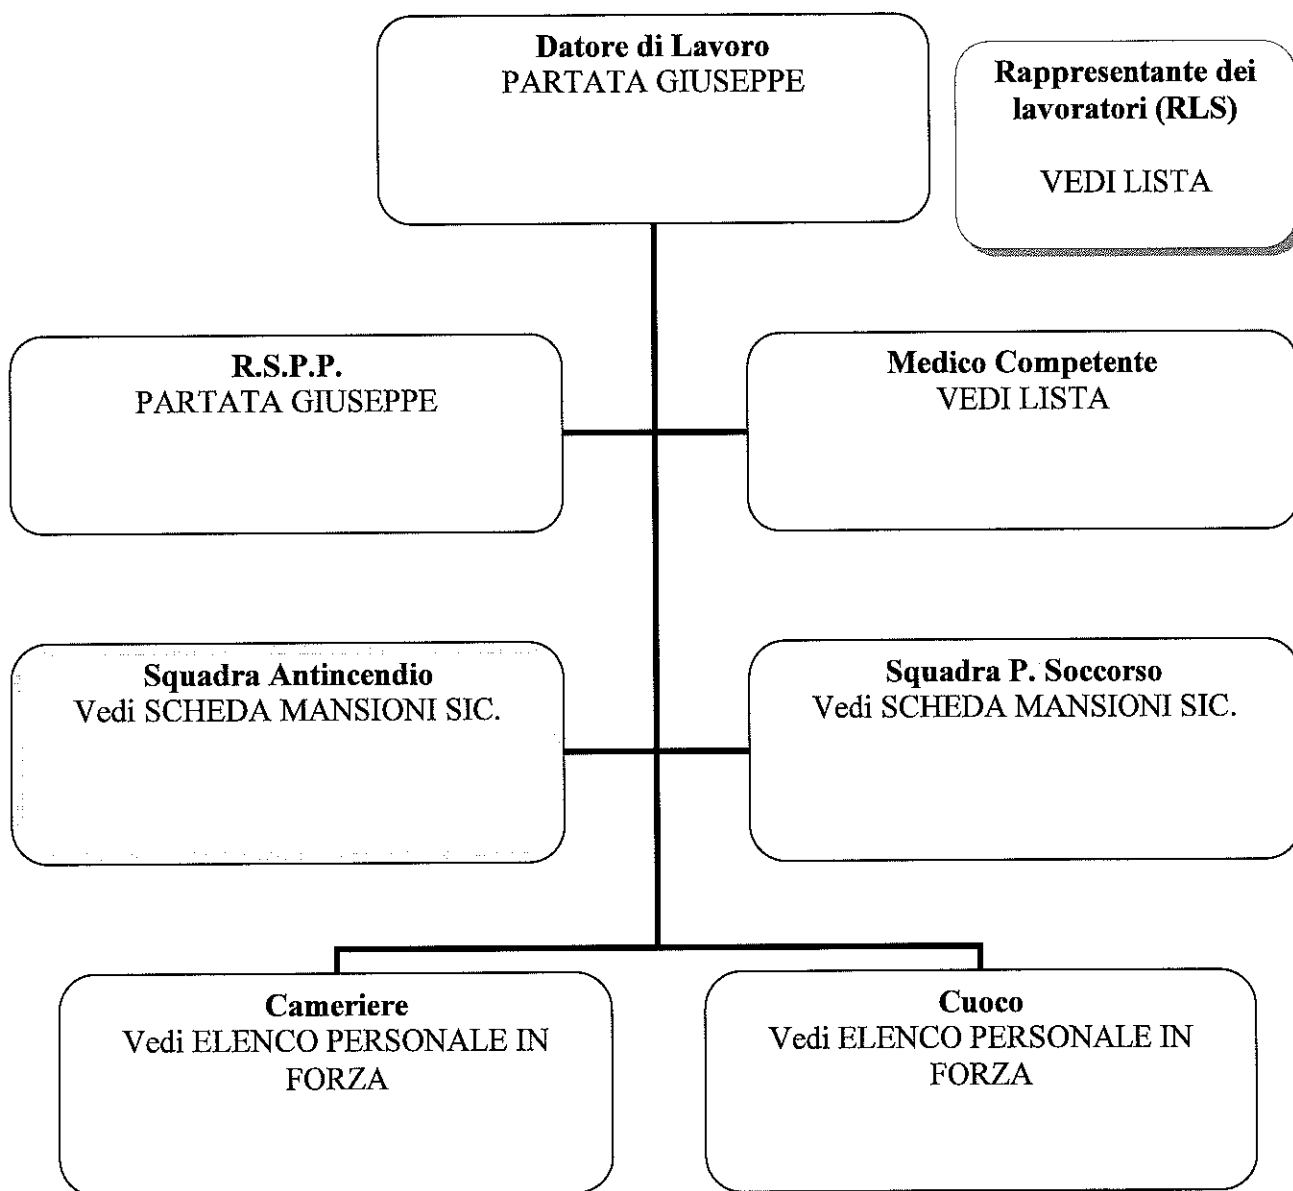 Datore di Lavoro
PARTATA GIUSEPPE
Rappresentante dei
lavoratori (RLS)
VEDI LISTA
R.S.P.P.
PARTATA GIUSEPPE
Medico Competente
VEDI LISTA
Squadra Antincendio
Vedi SCHEDA MANSIONI SIC.
Squadra P. Soccorso
Vedi SCHEDA MANSIONI SIC.
Cameriere
Vedi ELENCO PERSONALE IN
FORZA
Cuoco
Vedi ELENCO PERSONALE IN
FORZA